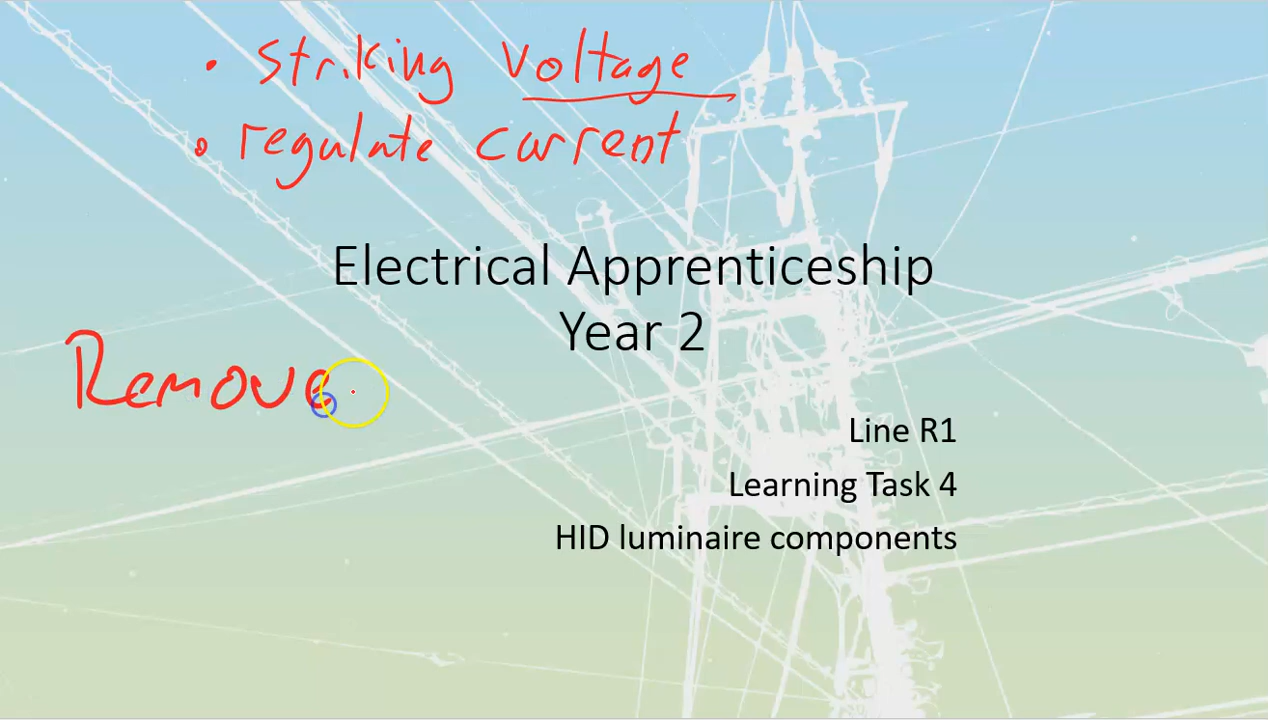 • Striking Voltage
• regulate current
Electrical Apprenticeship
Year 2
Remove
Line R1
Learning Task 4
HID luminaire components